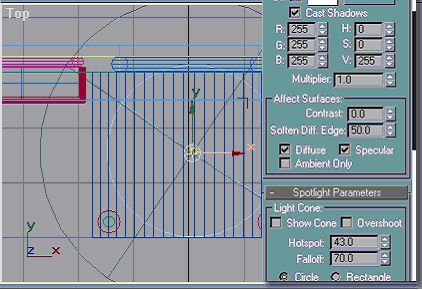 Top
Cast Shadows
R: 255 H: 0
G: 255 S: 0
B: 255 V: 255
Multiplier: 1.0
Affect Surfaces:
Contrast: 0.0
Soften Diff. Edge: 50.0
Diffuse Specular
Ambient Only
- Spotlight Parameters
Light Cone:
Show Cone Overshoot
Hotspot: 43.0
Falloff: 70.0
Circle Rectangle
y
x
y
z x